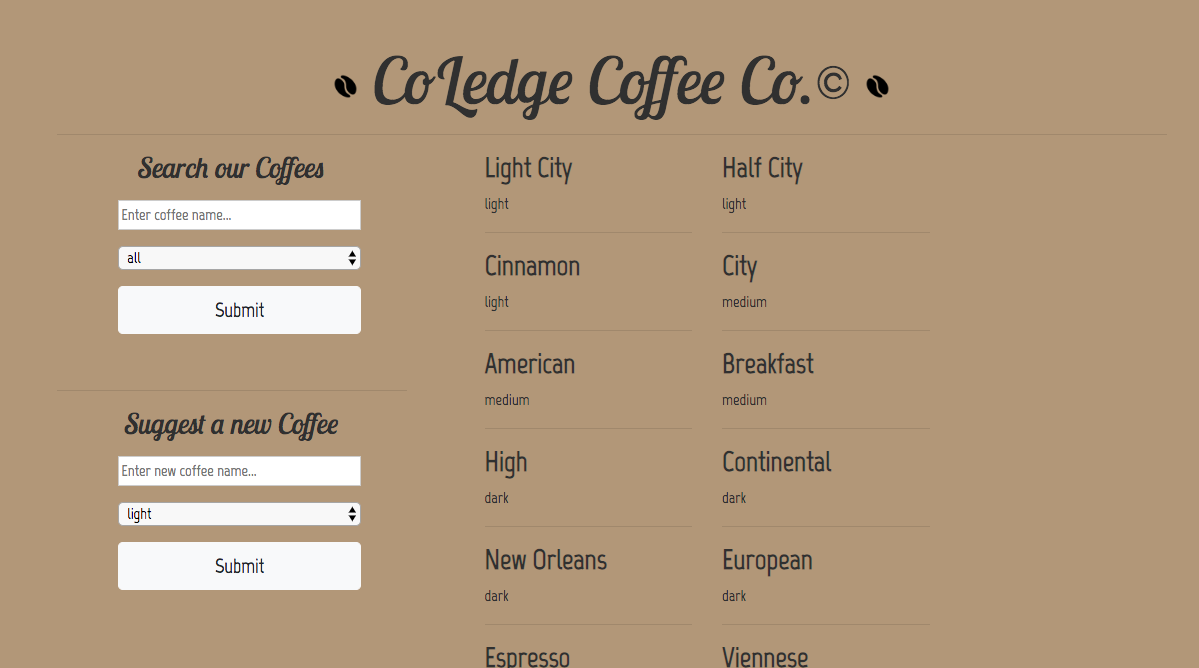 CoLedge Coffee Co.©
Search our Coffees
Enter coffee name...
all
Submit
Suggest a new Coffee
Enter new coffee name...
light
Submit
Light City
light
Half City
light
Cinnamon
light
City
medium
American
medium
Breakfast
medium
High
dark
Continental
dark
New Orleans
dark
European
dark
Espresso
Viennese